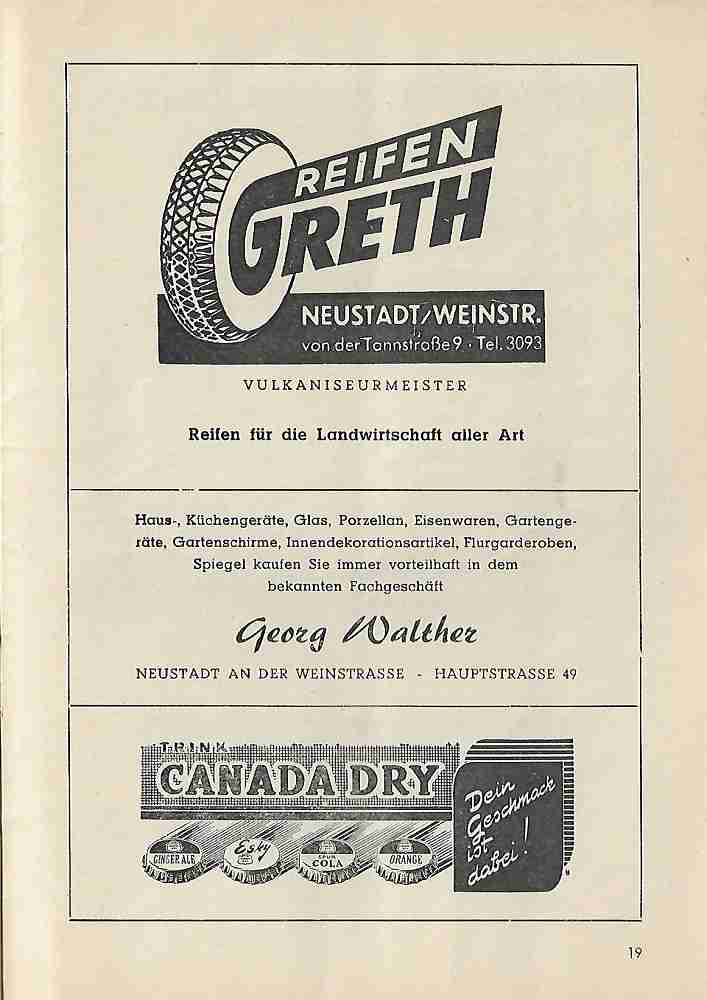 REIFEN
GRETH
NEUSTADT/WEINSTR.
von der Tannstraße 9 · Tel. 3093
VULKANISEURMEISTER
Reifen für die Landwirtschaft aller Art
Haus-, Küchengeräte, Glas, Porzellan, Eisenwaren, Gartenge-
räte, Gartenschirme, Innendekorationsartikel, Flurgarderoben,
Spiegel kaufen Sie immer vorteilhaft in dem
bekannten Fachgeschäft
Georg Walther
NEUSTADT AN DER WEINSTRASSE - HAUPTSTRASSE 49
TRINK
CANADA DRY
GINGER ALE
Esky
SPUR
COLA
ORANGE
Dein
Geschmack
ist
dabei!
19